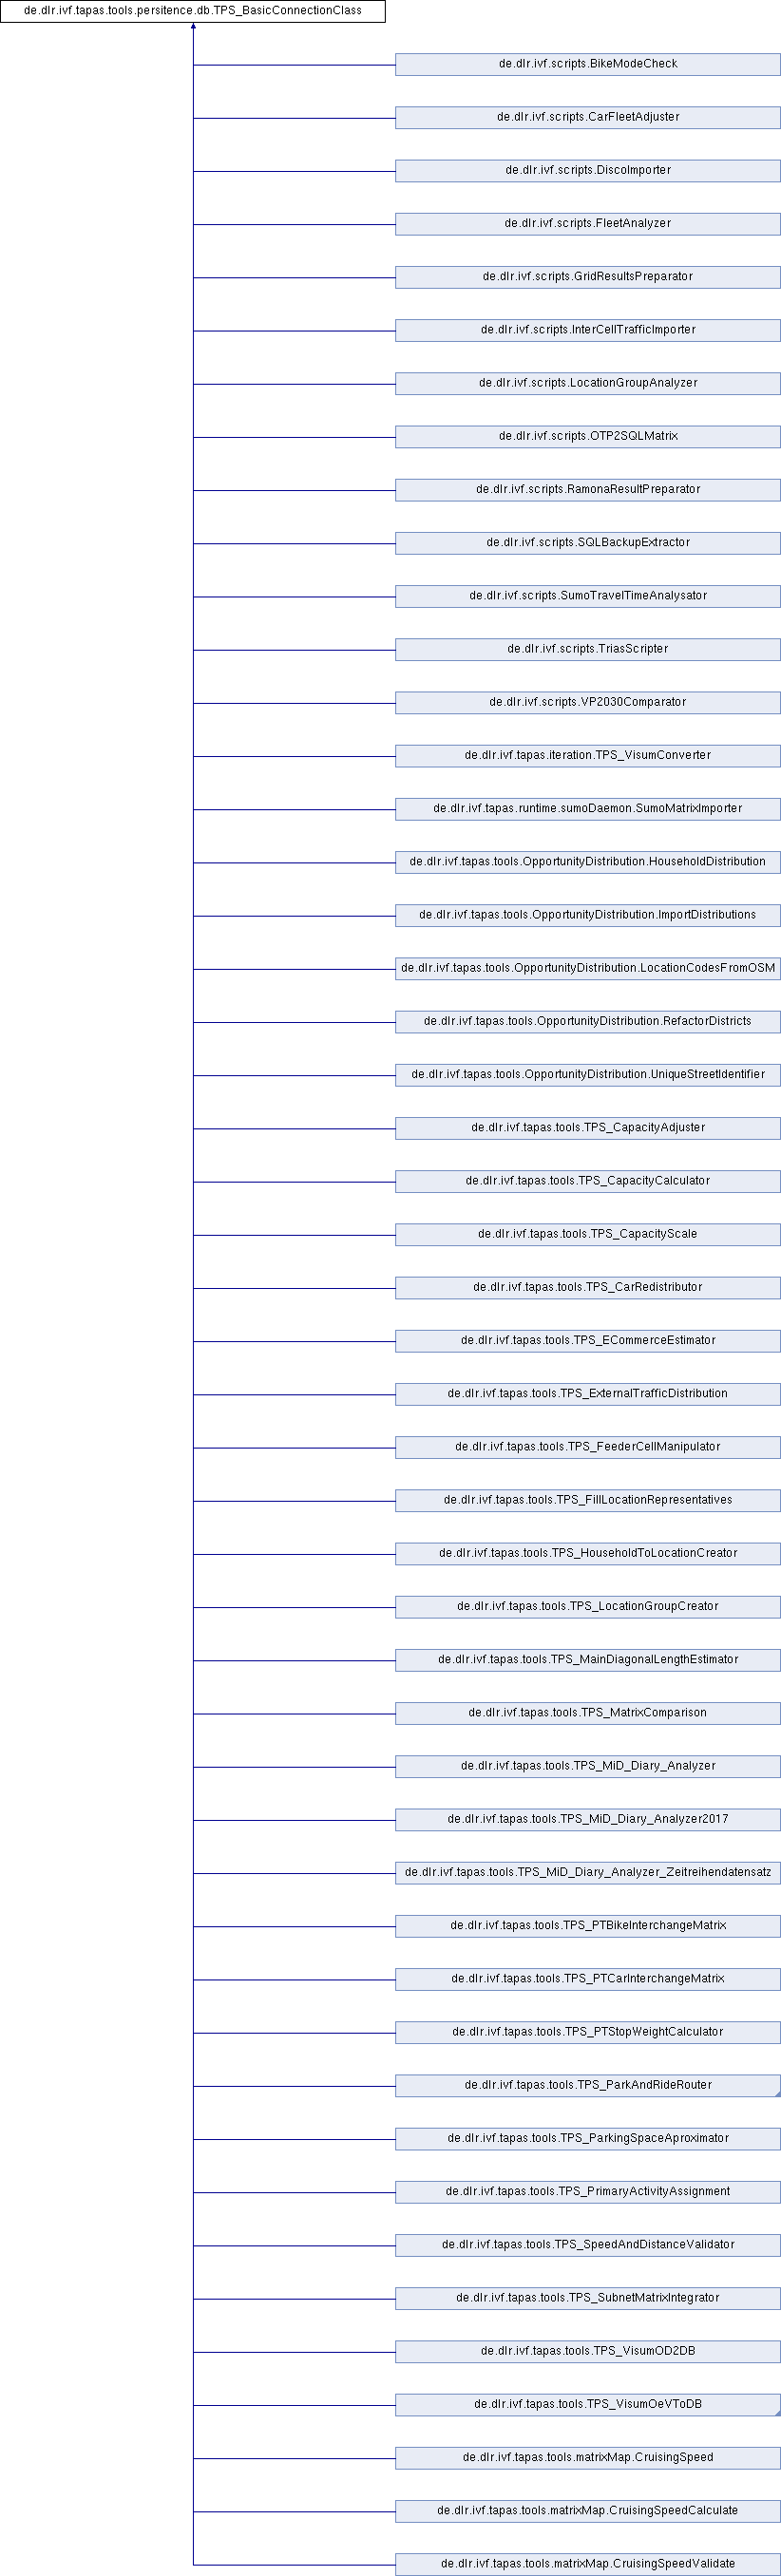 de.dlr.ivf.tapas.tools.persitence.db.TPS_BasicConnectionClass
de.dlr.ivf.scripts.BikeModeCheck
de.dlr.ivf.scripts.CarFleetAdjuster
de.dlr.ivf.scripts.DiscoImporter
de.dlr.ivf.scripts.FleetAnalyzer
de.dlr.ivf.scripts.GridResultsPreparator
de.dlr.ivf.scripts.InterCellTrafficImporter
de.dlr.ivf.scripts.LocationGroupAnalyzer
de.dlr.ivf.scripts.OTP2SQLMatrix
de.dlr.ivf.scripts.RamonaResultPreparator
de.dlr.ivf.scripts.SQLBackupExtractor
de.dlr.ivf.scripts.SumoTravelTimeAnalysator
de.dlr.ivf.scripts.TriasScripter
de.dlr.ivf.scripts.VP2030Comparator
de.dlr.ivf.tapas.iteration.TPS_VisumConverter
de.dlr.ivf.tapas.runtime.sumoDaemon.SumoMatrixImporter
de.dlr.ivf.tapas.tools.OpportunityDistribution.HouseholdDistribution
de.dlr.ivf.tapas.tools.OpportunityDistribution.ImportDistributions
de.dlr.ivf.tapas.tools.OpportunityDistribution.LocationCodesFromOSM
de.dlr.ivf.tapas.tools.OpportunityDistribution.RefactorDistricts
de.dlr.ivf.tapas.tools.OpportunityDistribution.UniqueStreetIdentifier
de.dlr.ivf.tapas.tools.TPS_CapacityAdjuster
de.dlr.ivf.tapas.tools.TPS_CapacityCalculator
de.dlr.ivf.tapas.tools.TPS_CapacityScale
de.dlr.ivf.tapas.tools.TPS_CarRedistributor
de.dlr.ivf.tapas.tools.TPS_ECommerceEstimator
de.dlr.ivf.tapas.tools.TPS_ExternalTrafficDistribution
de.dlr.ivf.tapas.tools.TPS_FeederCellManipulator
de.dlr.ivf.tapas.tools.TPS_FillLocationRepresentatives
de.dlr.ivf.tapas.tools.TPS_HouseholdToLocationCreator
de.dlr.ivf.tapas.tools.TPS_LocationGroupCreator
de.dlr.ivf.tapas.tools.TPS_MainDiagonalLengthEstimator
de.dlr.ivf.tapas.tools.TPS_MatrixComparison
de.dlr.ivf.tapas.tools.TPS_MiD_Diary_Analyzer
de.dlr.ivf.tapas.tools.TPS_MiD_Diary_Analyzer2017
de.dlr.ivf.tapas.tools.TPS_MiD_Diary_Analyzer_Zeitreihendatensatz
de.dlr.ivf.tapas.tools.TPS_PTBikeInterchangeMatrix
de.dlr.ivf.tapas.tools.TPS_PTCarInterchangeMatrix
de.dlr.ivf.tapas.tools.TPS_PTStopWeightCalculator
de.dlr.ivf.tapas.tools.TPS_ParkAndRideRouter
de.dlr.ivf.tapas.tools.TPS_ParkingSpaceAproximator
de.dlr.ivf.tapas.tools.TPS_PrimaryActivityAssignment
de.dlr.ivf.tapas.tools.TPS_SpeedAndDistanceValidator
de.dlr.ivf.tapas.tools.TPS_SubnetMatrixIntegrator
de.dlr.ivf.tapas.tools.TPS_VisumOD2DB
de.dlr.ivf.tapas.tools.TPS_VisumOeVToDB
de.dlr.ivf.tapas.tools.matrixMap.CruisingSpeed
de.dlr.ivf.tapas.tools.matrixMap.CruisingSpeedCalculate
de.dlr.ivf.tapas.tools.matrixMap.CruisingSpeedValidate